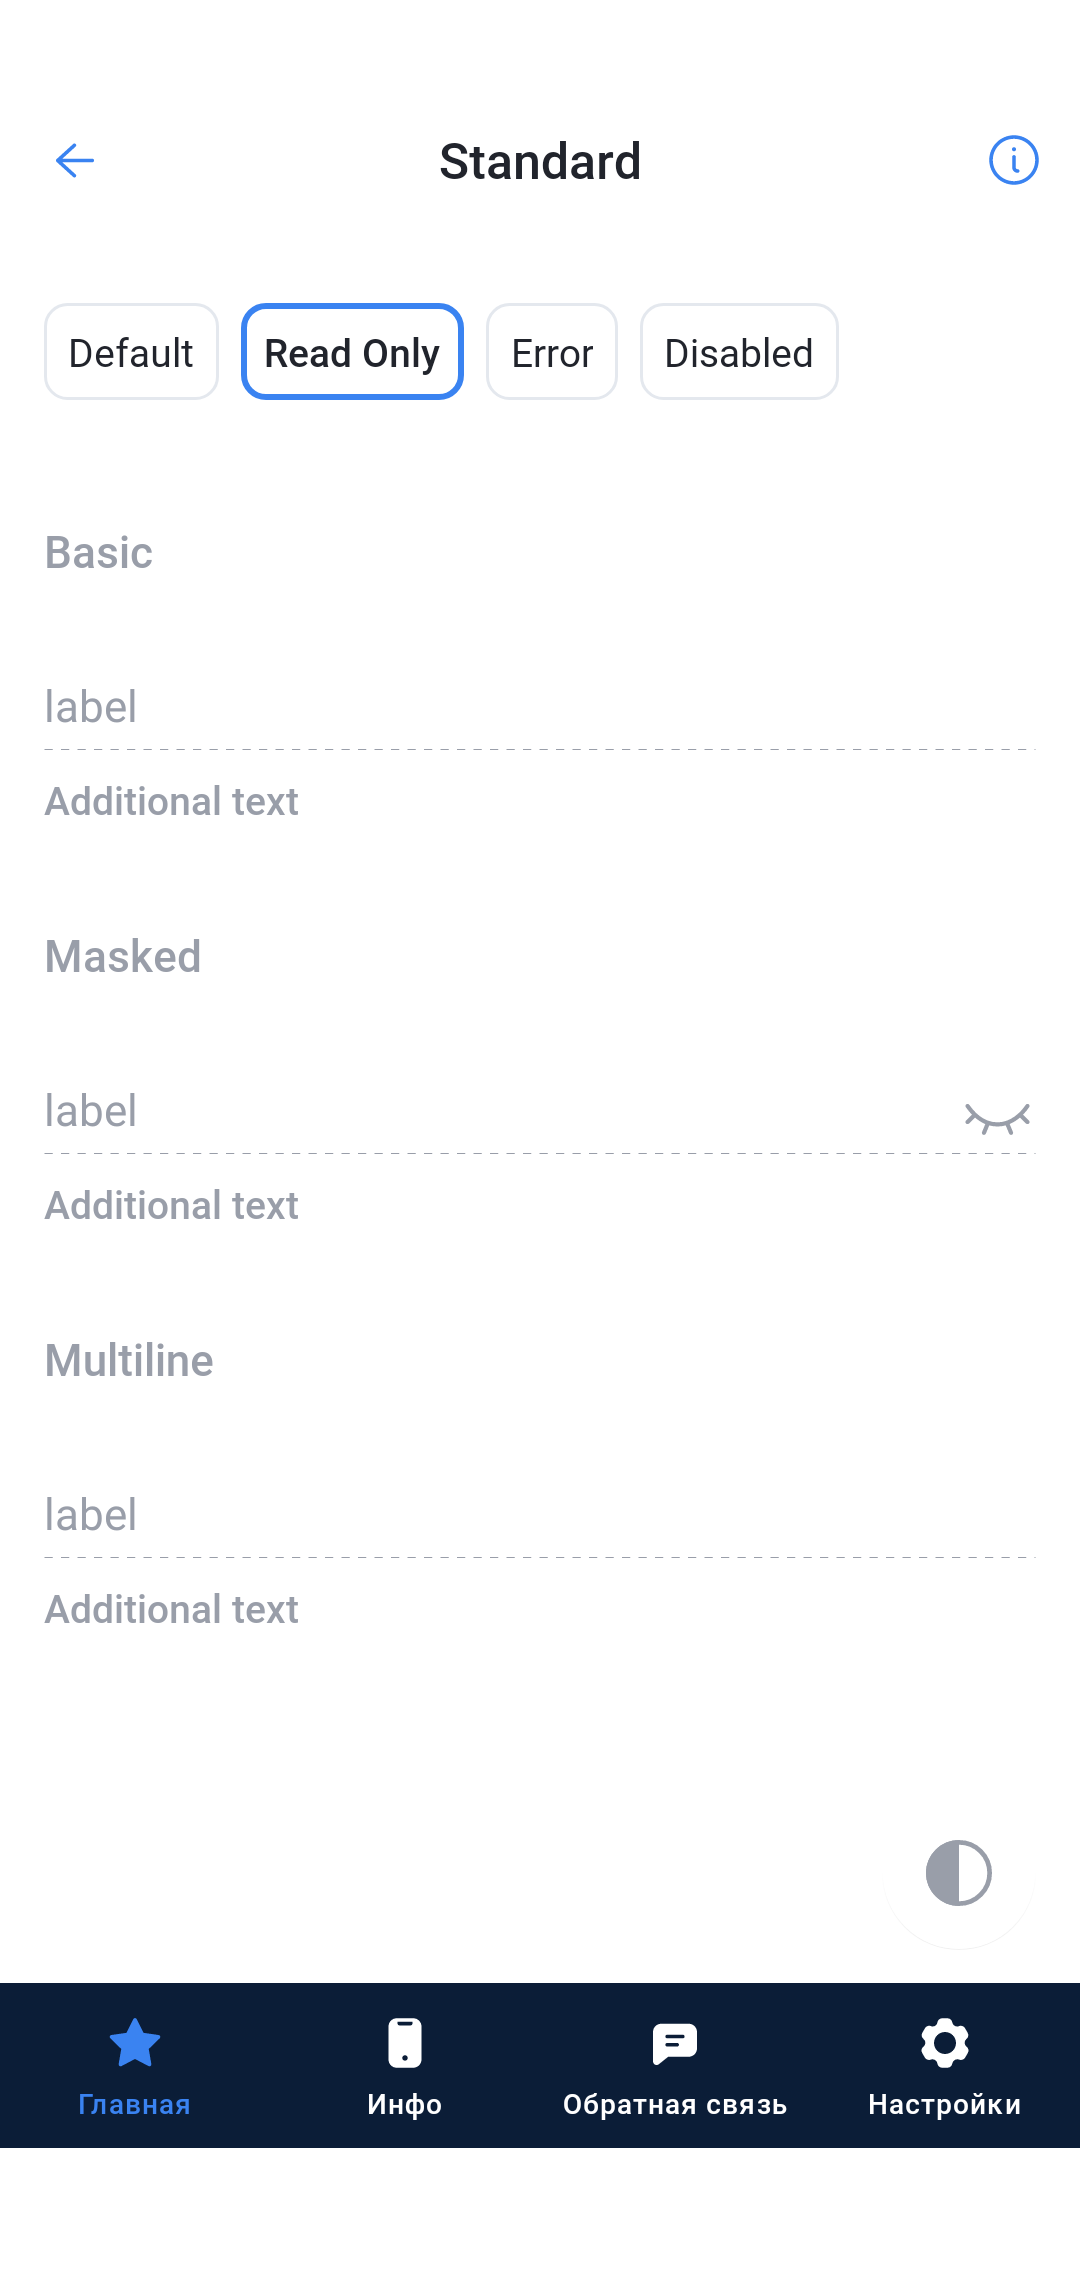 Standard
Default
Read Only
Error
Disabled
Basic
label
Additional text
Masked
label
Additional text
Multiline
label
Additional text
Главная
Инфо
Обратная связь
Настройки